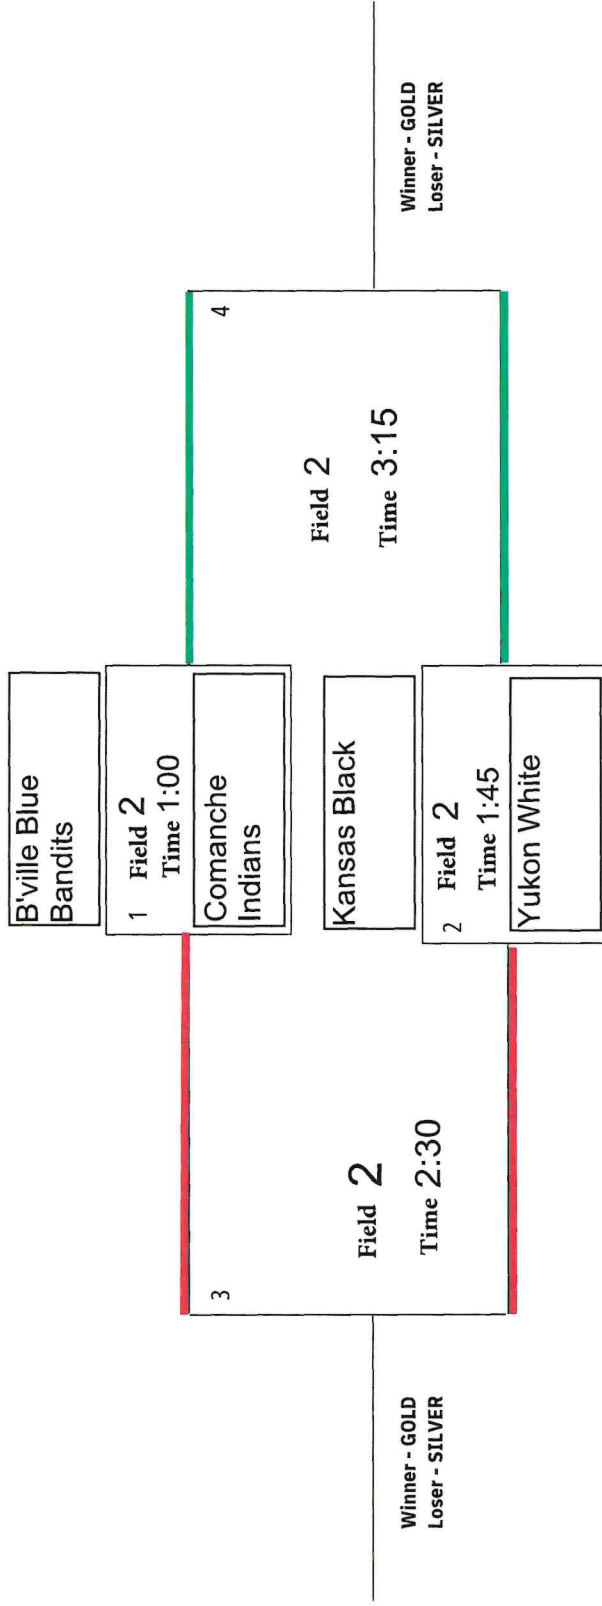 B'ville Blue
Bandits
1
Field 2
Time 1:00
Comanche
Indians
Kansas Black
2
Field 2
Time 1:45
Yukon White
3
Field 2
Time 2:30
Winner - GOLD
Loser - SILVER
4
Field 2
Time 3:15
Winner - GOLD
Loser - SILVER